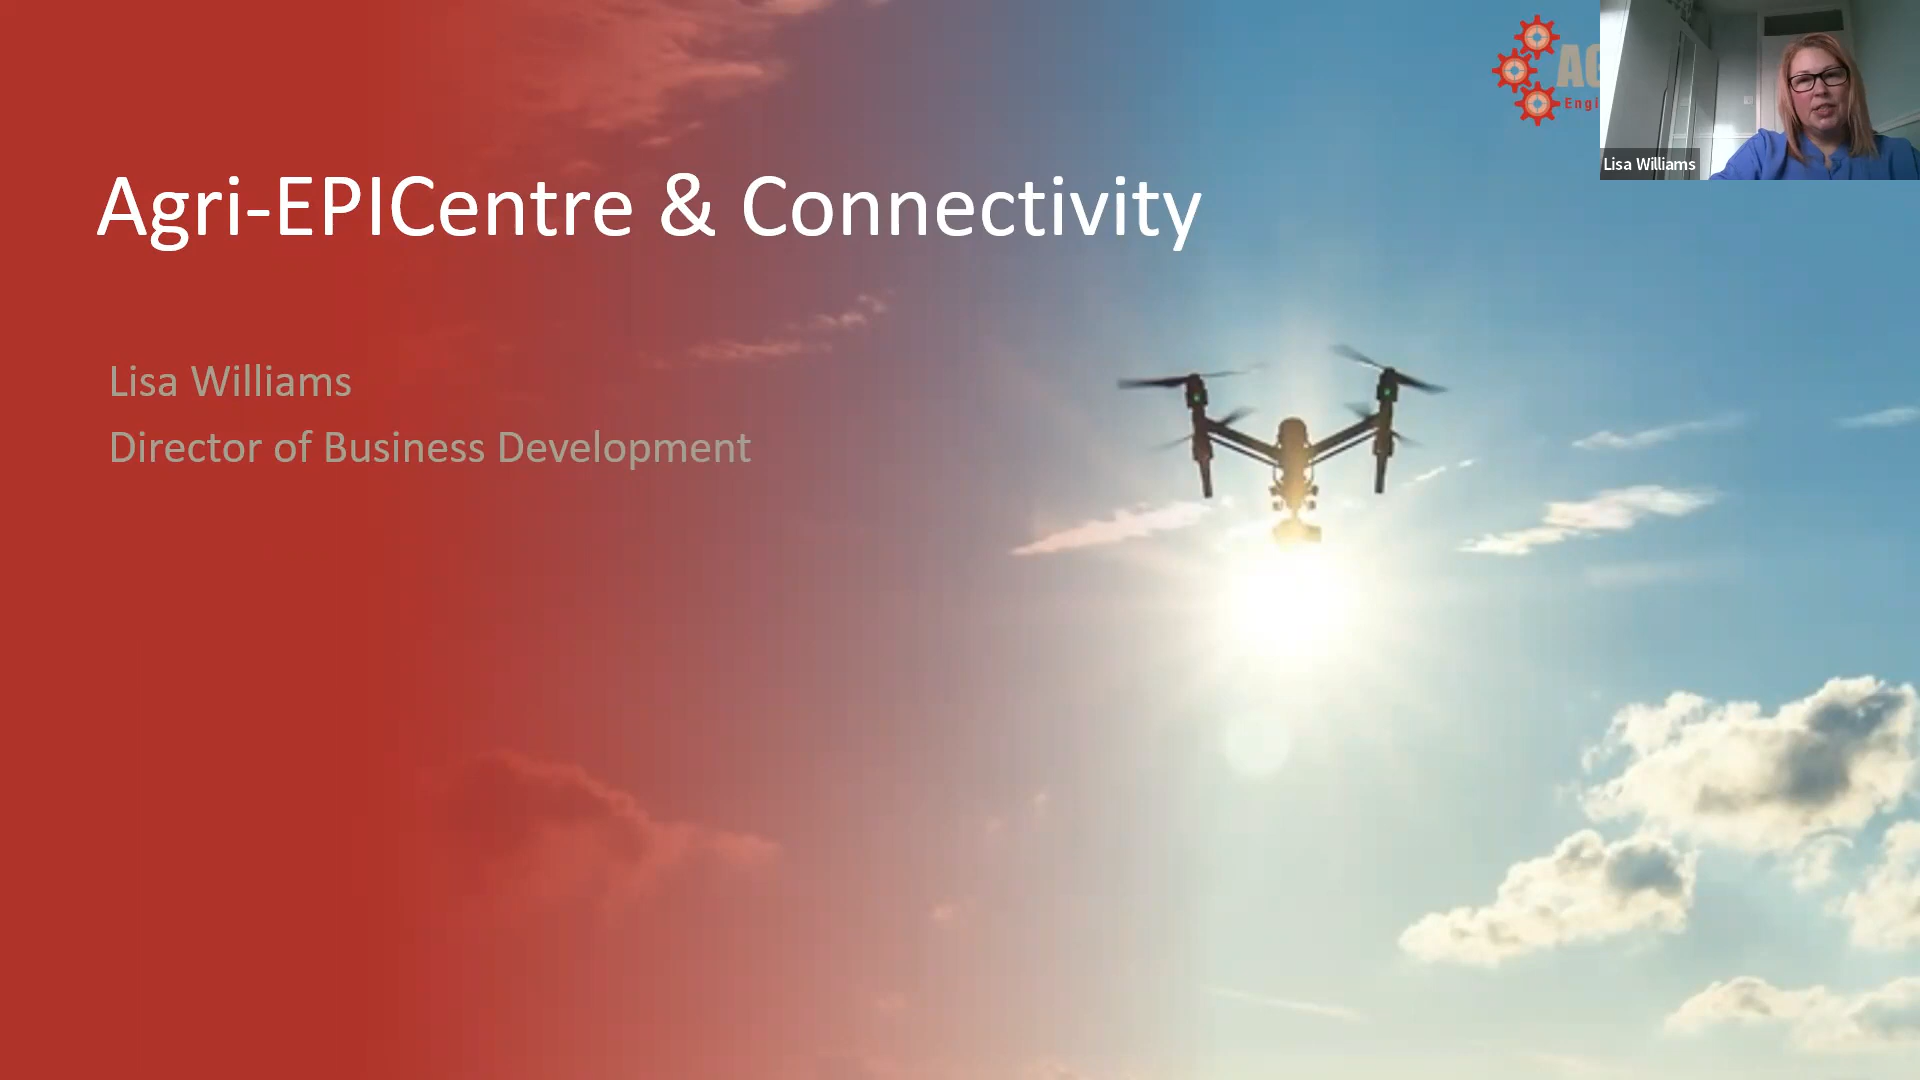 Agri-EPICentre & Connectivity
Lisa Williams
Director of Business Development
Lisa Williams